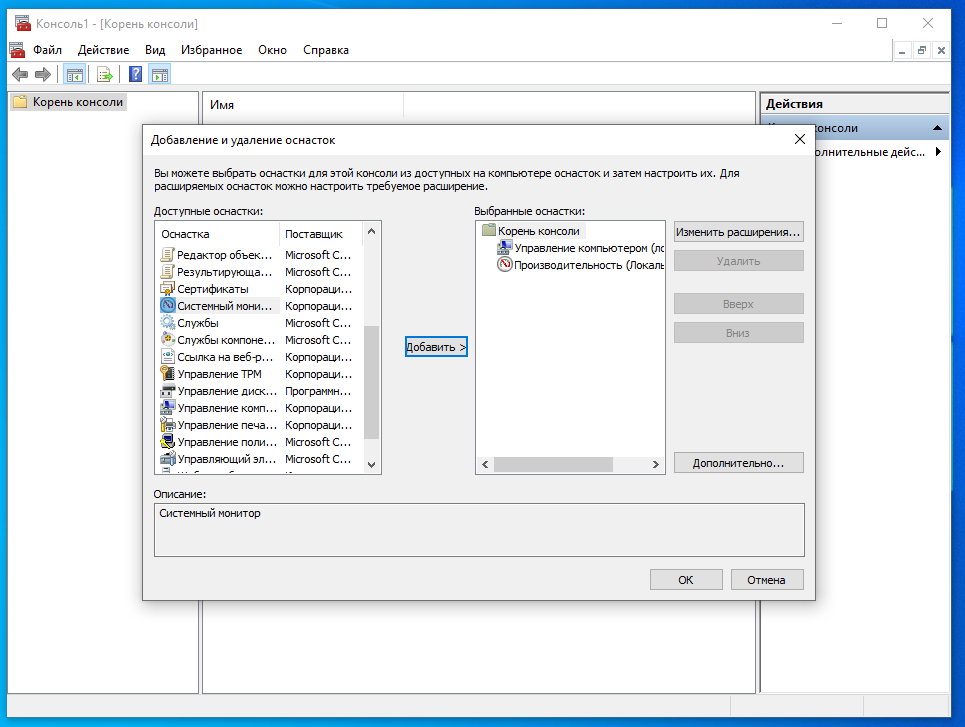 Консоль1 - [Корень консоли]
Файл Действие Вид Избранное Окно Справка
Корень консоли
Имя
Действия
консоли
олнительные дейс...
Добавление и удаление оснасток
Вы можете выбрать оснастки для этой консоли из доступных на компьютере оснасток и затем настроить их. Для
расширяемых оснасток можно настроить требуемое расширение.
Доступные оснастки:
Оснастка Поставщик
Редактор объек... Microsoft C...
Результирующа... Microsoft C...
Сертификаты Корпораци...
Системный мони... Корпораци...
Службы Microsoft C...
Службы компоне... Microsoft C...
Ссылка на веб-р... Корпораци...
Управление TPM Корпораци...
Управление диск... Программн...
Управление комп... Корпораци...
Управление печа... Корпораци...
Управление поли... Microsoft C...
Управляющий эл... Microsoft C...
Добавить >
Выбранные оснастки:
Корень консоли
Управление компьютером (ло
Производительность (Локаль
Изменить расширения...
Удалить
Вверх
Вниз
Дополнительно...
Описание:
Системный монитор
ОК
Отмена